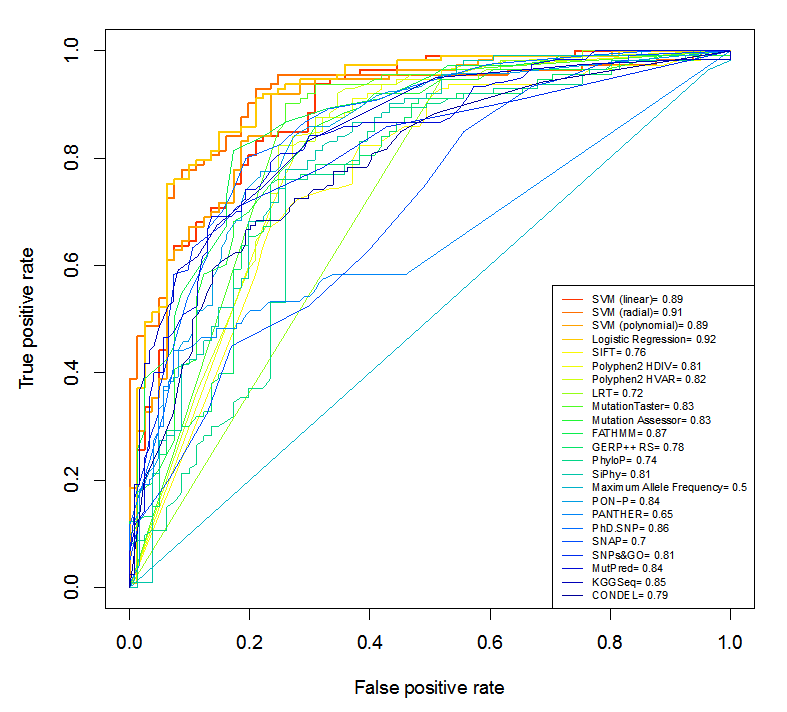 1.0
0.8
0.6
0.4
0.2
0.0
True positive rate
SVM (linear)= 0.89
SVM (radial)= 0.91
SVM (polynomial)= 0.89
Logistic Regression= 0.92
SIFT= 0.76
Polyphen2 HDIV= 0.81
Polyphen2 HVAR= 0.82
LRT= 0.72
MutationTaster= 0.83
Mutation Assessor= 0.83
FATHMM= 0.87
GERP++ RS= 0.78
PhyloP= 0.74
SiPhy= 0.81
Maximum Allele Frequency= 0.5
PON-P= 0.84
PANTHER= 0.65
PhD.SNP= 0.86
SNAP= 0.7
SNPs&GO= 0.81
MutPred= 0.84
KGGSeq= 0.85
CONDEL= 0.79
0.0 0.2 0.4 0.6 0.8 1.0
False positive rate